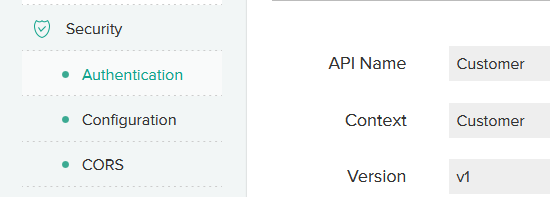 Security
Authentication
Configuration
CORS
API Name Customer
Context Customer
Version v1